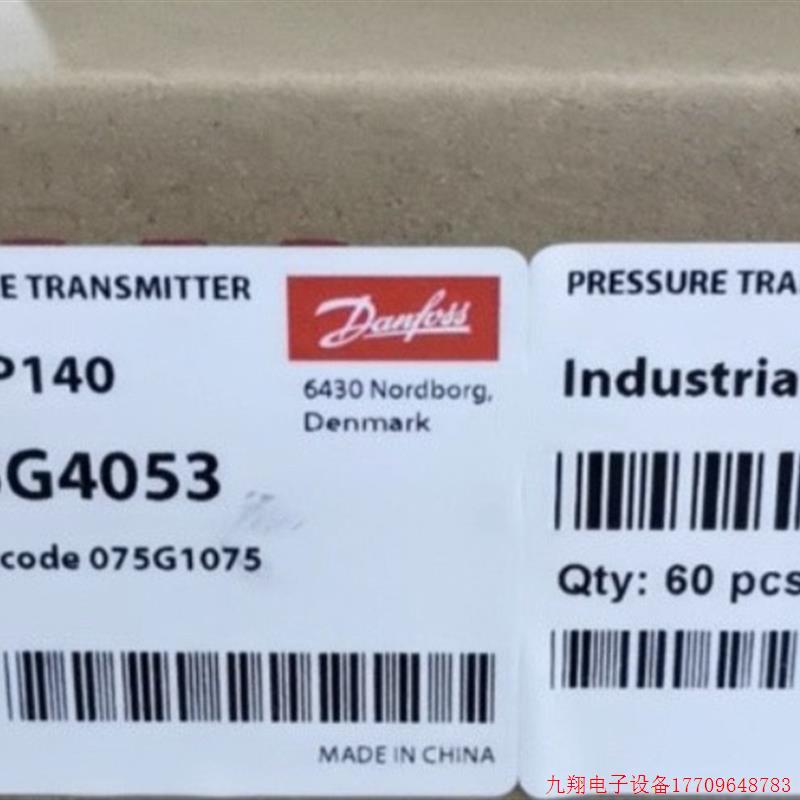 E TRANSMITTER
Danfoss
P140
6430 Nordborg,
Denmark
G4053
code 075G1075
MADE IN CHINA
PRESSURE TRA
Industria
Qty: 60 pcs
九翔电子设备17709648783